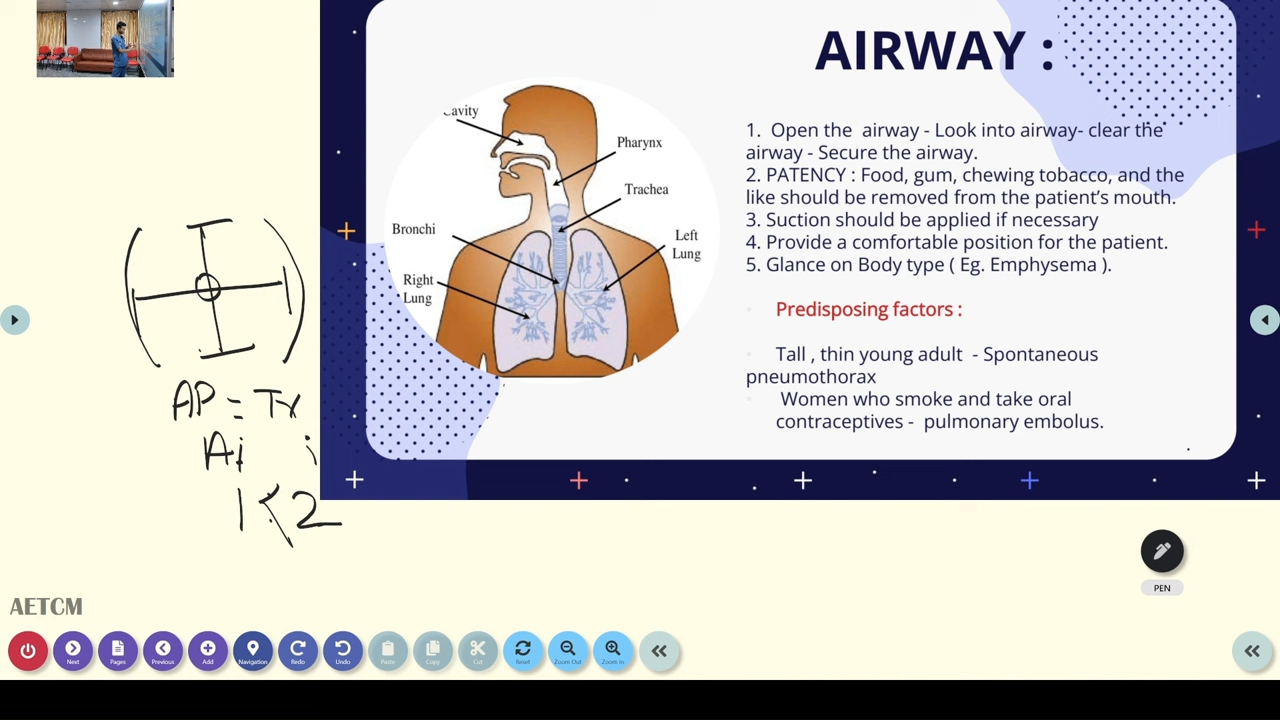 AIRWAY :
1. Open the airway - Look into airway- clear the
airway - Secure the airway.
2. PATENCY : Food, gum, chewing tobacco, and the
like should be removed from the patient's mouth.
3. Suction should be applied if necessary
4. Provide a comfortable position for the patient.
5. Glance on Body type ( Eg. Emphysema ).
Predisposing factors :
Tall , thin young adult - Spontaneous
pneumothorax
Women who smoke and take oral
contraceptives - pulmonary embolus.
Pharynx
Trachea
Bronchi
Left
Lung
Right
Lung
AP = Tr
1 < 2
PEN
AETCM
Next
Pages
Previous
Add
Navigation
Redo
Undo
Paste
Copy
Cut
Reset
Zoom Out
Zoom In